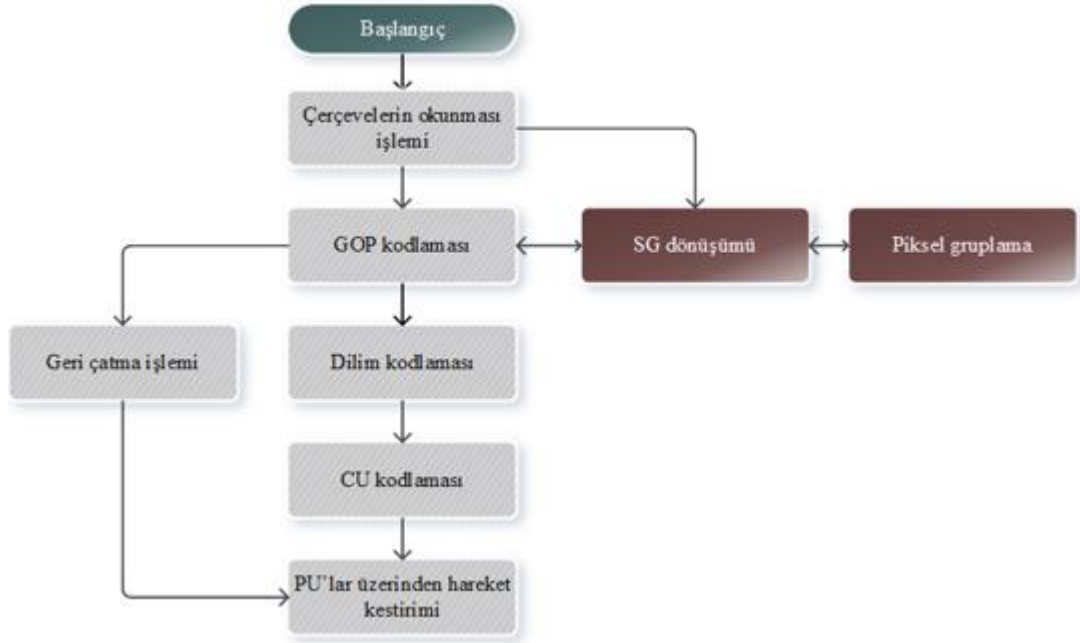 Başlangıç
Çerçevelerin okunması
işlemi
GOP kodlaması
SG dönüşümü
Piksel gruplama
Geri çatma işlemi
Dilim kodlaması
CU kodlaması
PU'lar üzerinden hareket
kestirimi